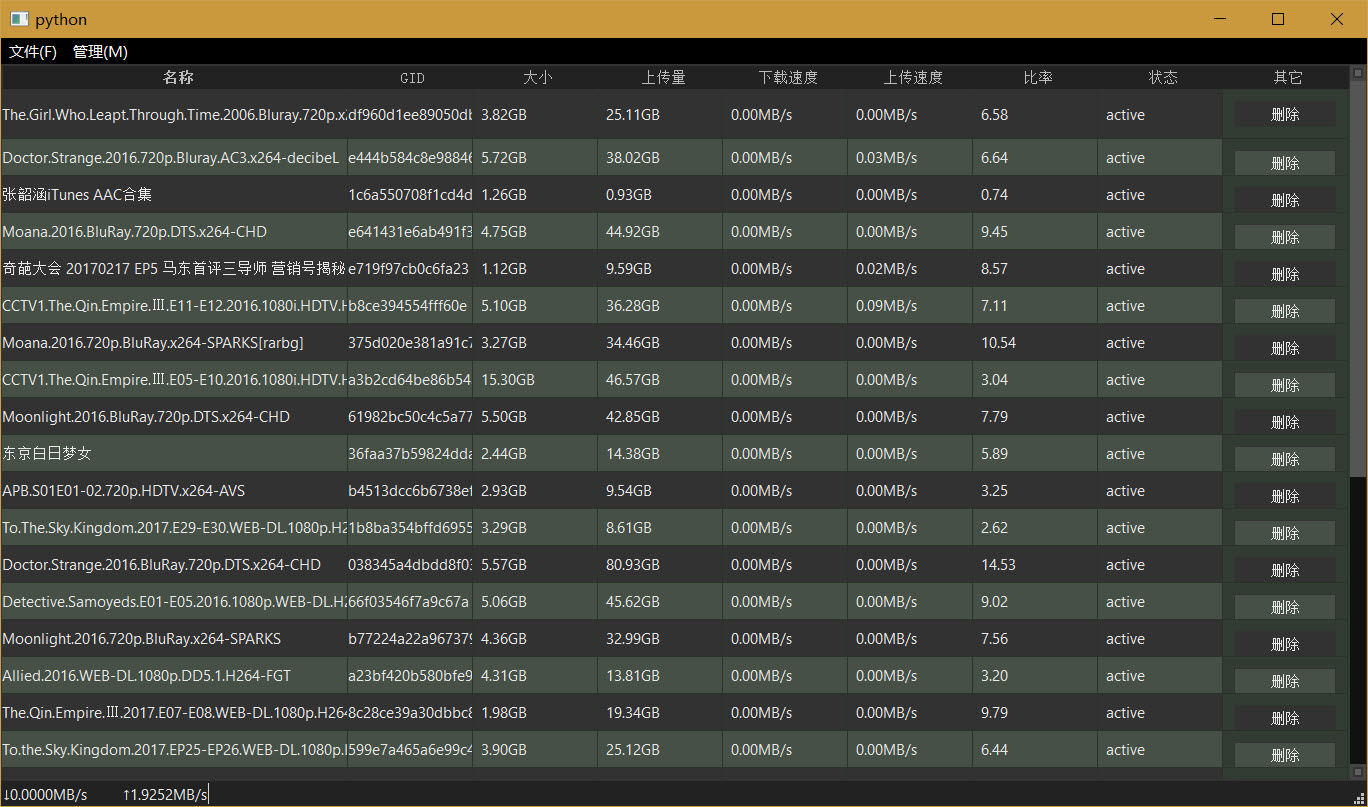 python
文件(F) 管理(M)
名称 GID 大小 上传量 下载速度 上传速度 比率 状态 其它
The.Girl.Who.Leapt.Through.Time.2006.Bluray.720p.x df960d1ee89050db 3.82GB 25.11GB 0.00MB/s 0.00MB/s 6.58 active 删除
Doctor.Strange.2016.720p.Bluray.AC3.x264-decibeL e444b584c8e98846 5.72GB 38.02GB 0.00MB/s 0.03MB/s 6.64 active 删除
张韶涵iTunes AAC合集 1c6a550708f1cd4d 1.26GB 0.93GB 0.00MB/s 0.00MB/s 0.74 active 删除
Moana.2016.BluRay.720p.DTS.x264-CHD e641431e6ab491f3 4.75GB 44.92GB 0.00MB/s 0.00MB/s 9.45 active 删除
奇葩大会 20170217 EP5 马东首评三导师 营销号揭秘 e719f97cb0c6fa23 1.12GB 9.59GB 0.00MB/s 0.02MB/s 8.57 active 删除
CCTV1.The.Qin.Empire.Ⅲ.E11-E12.2016.1080i.HDTV.H b8ce394554fff60e 5.10GB 36.28GB 0.00MB/s 0.09MB/s 7.11 active 删除
Moana.2016.720p.BluRay.x264-SPARKS[rarbg] 375d020e381a91c7 3.27GB 34.46GB 0.00MB/s 0.00MB/s 10.54 active 删除
CCTV1.The.Qin.Empire.Ⅲ.E05-E10.2016.1080i.HDTV.H a3b2cd64be86b54 15.30GB 46.57GB 0.00MB/s 0.00MB/s 3.04 active 删除
Moonlight.2016.BluRay.720p.DTS.x264-CHD 61982bc50c4c5a77 5.50GB 42.85GB 0.00MB/s 0.00MB/s 7.79 active 删除
东京白日梦女 36faa37b59824dda 2.44GB 14.38GB 0.00MB/s 0.00MB/s 5.89 active 删除
APB.S01E01-02.720p.HDTV.x264-AVS b4513dcc6b6738ef 2.93GB 9.54GB 0.00MB/s 0.00MB/s 3.25 active 删除
To.The.Sky.Kingdom.2017.E29-E30.WEB-DL.1080p.H2 1b8ba354bffd6955 3.29GB 8.61GB 0.00MB/s 0.00MB/s 2.62 active 删除
Doctor.Strange.2016.BluRay.720p.DTS.x264-CHD 038345a4dbdd8f03 5.57GB 80.93GB 0.00MB/s 0.00MB/s 14.53 active 删除
Detective.Samoyeds.E01-E05.2016.1080p.WEB-DL.H2 66f03546f7a9c67a 5.06GB 45.62GB 0.00MB/s 0.00MB/s 9.02 active 删除
Moonlight.2016.720p.BluRay.x264-SPARKS b77224a22a967379 4.36GB 32.99GB 0.00MB/s 0.00MB/s 7.56 active 删除
Allied.2016.WEB-DL.1080p.DD5.1.H264-FGT a23bf420b580bfe9 4.31GB 13.81GB 0.00MB/s 0.00MB/s 3.20 active 删除
The.Qin.Empire.Ⅲ.2017.E07-E08.WEB-DL.1080p.H264 8c28ce39a30dbbc8 1.98GB 19.34GB 0.00MB/s 0.00MB/s 9.79 active 删除
To.the.Sky.Kingdom.2017.EP25-EP26.WEB-DL.1080p. 599e7a465a6e99c4 3.90GB 25.12GB 0.00MB/s 0.00MB/s 6.44 active 删除
↓0.0000MB/s ↑1.9252MB/s